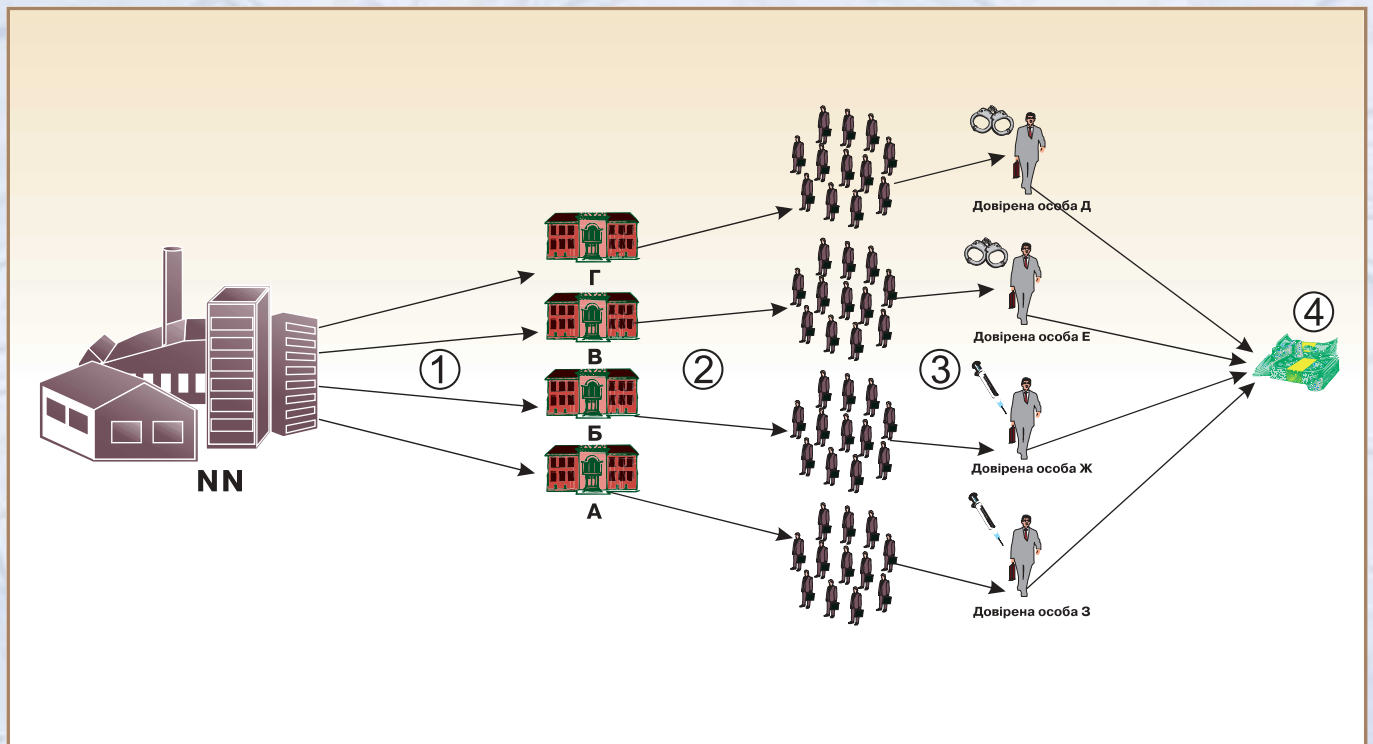 Довірена особа Д
Г
Довірена особа Е
④
В
①
②
③
Б
Довірена особа Ж
NN
А
Довірена особа З